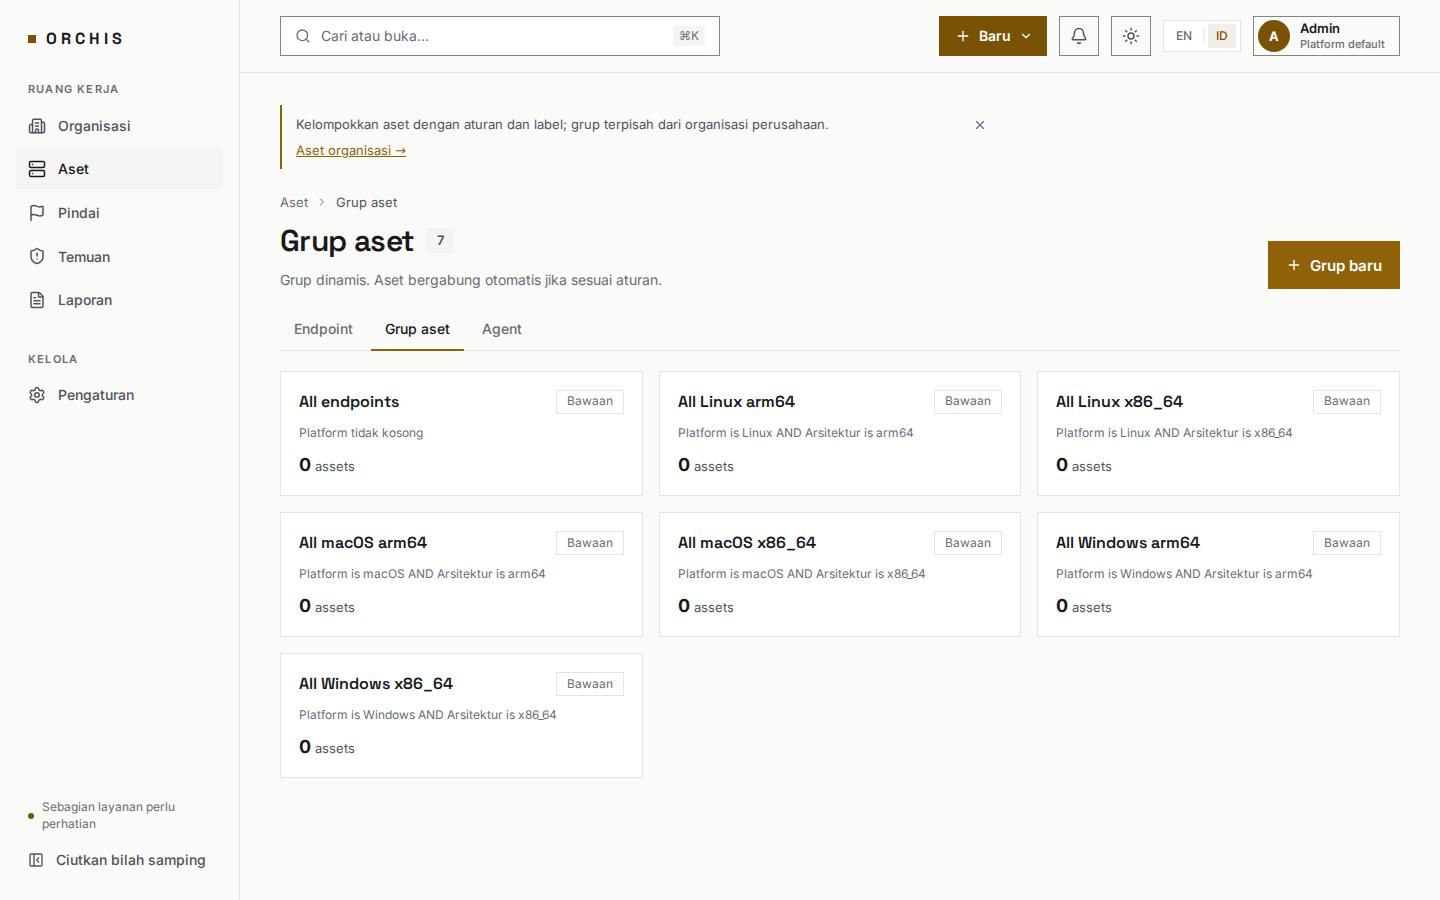 ORCHIS
Cari atau buka...
⌘K
Baru
EN
ID
A
Admin
Platform default
RUANG KERJA
Organisasi
Aset
Pindai
Temuan
Laporan
KELOLA
Pengaturan
Sebagian layanan perlu
perhatian
Ciutkan bilah samping
Kelompokkan aset dengan aturan dan label; grup terpisah dari organisasi perusahaan.
Aset organisasi →
Aset
Grup aset
Grup aset
7
Grup dinamis. Aset bergabung otomatis jika sesuai aturan.
Grup baru
Endpoint
Grup aset
Agent
All endpoints
Bawaan
Platform tidak kosong
0 assets
All Linux arm64
Bawaan
Platform is Linux AND Arsitektur is arm64
0 assets
All Linux x86_64
Bawaan
Platform is Linux AND Arsitektur is x86_64
0 assets
All macOS arm64
Bawaan
Platform is macOS AND Arsitektur is arm64
0 assets
All macOS x86_64
Bawaan
Platform is macOS AND Arsitektur is x86_64
0 assets
All Windows arm64
Bawaan
Platform is Windows AND Arsitektur is arm64
0 assets
All Windows x86_64
Bawaan
Platform is Windows AND Arsitektur is x86_64
0 assets